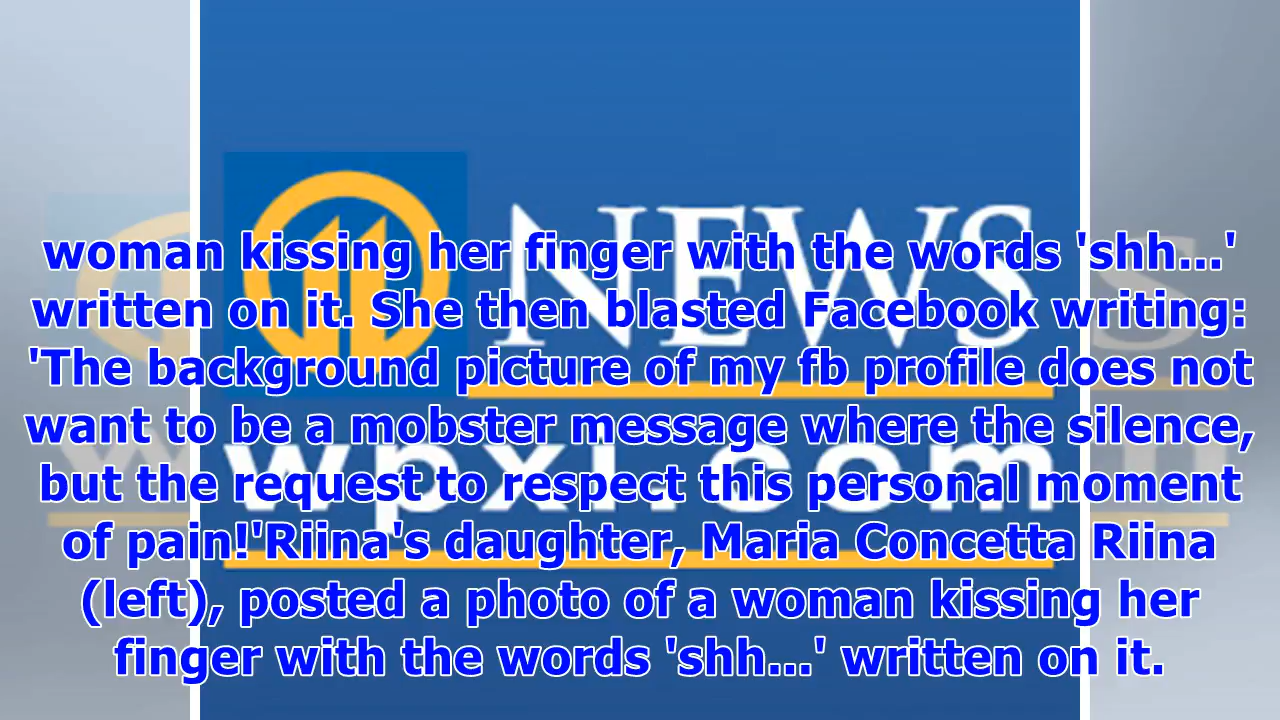 NEWS
wpxi.com
woman kissing her finger with the words 'shh...'
written on it. She then blasted Facebook writing:
'The background picture of my fb profile does not
want to be a mobster message where the silence,
but the request to respect this personal moment
of pain!'Riina's daughter, Maria Concetta Riina
(left), posted a photo of a woman kissing her
finger with the words 'shh...' written on it.